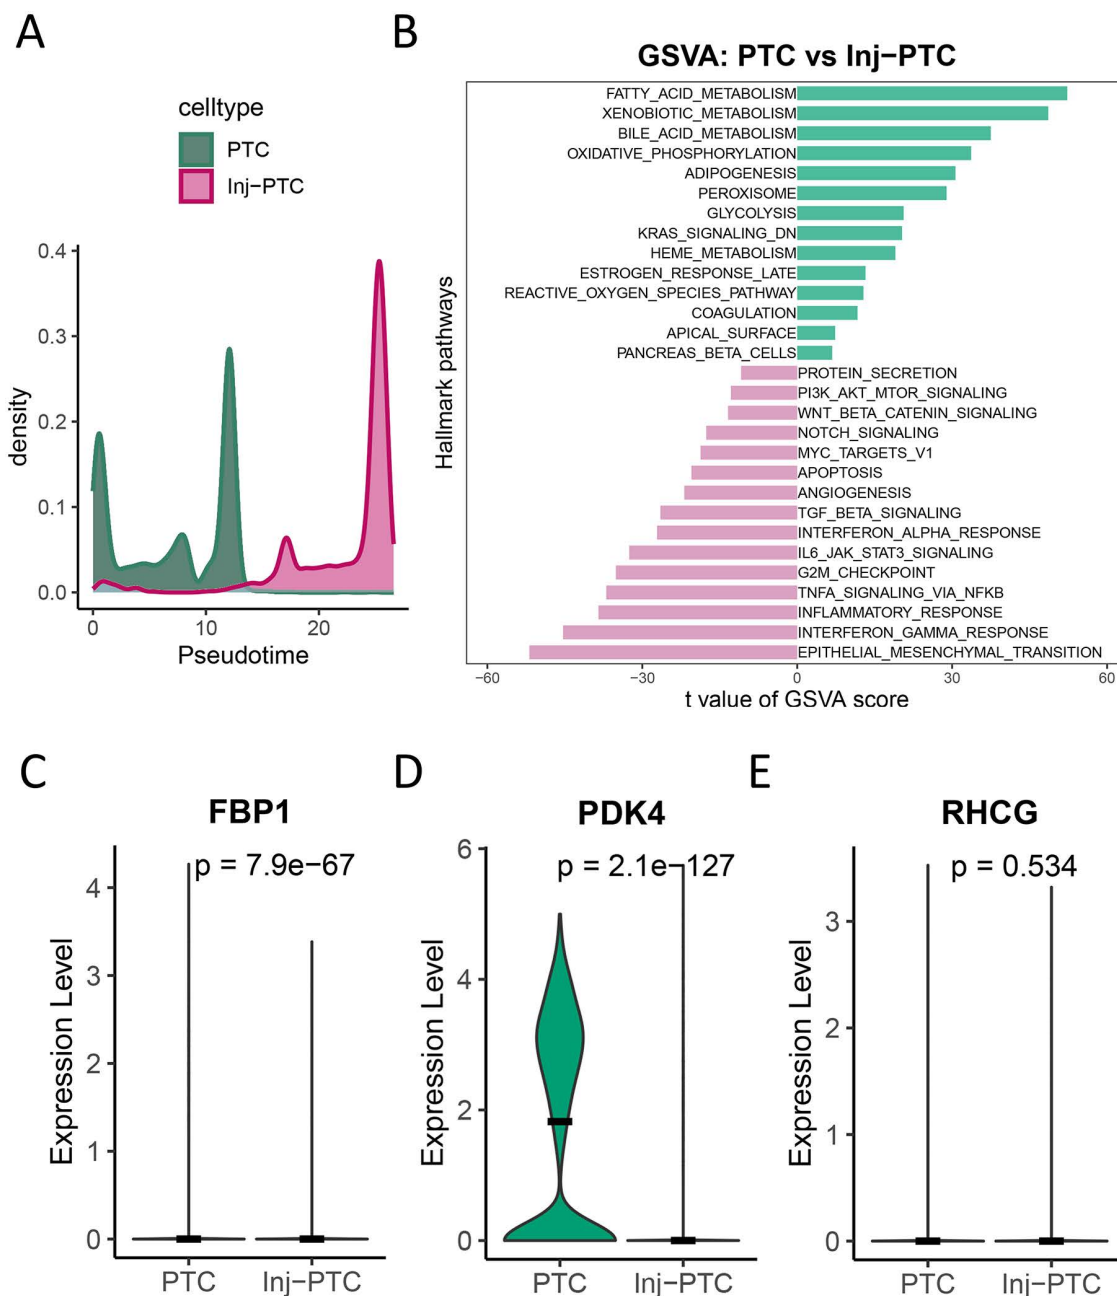 A
celltype
PTC
Inj−PTC
0.4
0.3
0.2
0.1
0.0
density
0
10
20
Pseudotime
B
GSVA: PTC vs Inj−PTC
Hallmark pathways
FATTY_ACID_METABOLISM
XENOBIOTIC_METABOLISM
BILE_ACID_METABOLISM
OXIDATIVE_PHOSPHORYLATION
ADIPOGENESIS
PEROXISOME
GLYCOLYSIS
KRAS_SIGNALING_DN
HEME_METABOLISM
ESTROGEN_RESPONSE_LATE
REACTIVE_OXYGEN_SPECIES_PATHWAY
COAGULATION
APICAL_SURFACE
PANCREAS_BETA_CELLS
PROTEIN_SECRETION
PI3K_AKT_MTOR_SIGNALING
WNT_BETA_CATENIN_SIGNALING
NOTCH_SIGNALING
MYC_TARGETS_V1
APOPTOSIS
ANGIOGENESIS
TGF_BETA_SIGNALING
INTERFERON_ALPHA_RESPONSE
IL6_JAK_STAT3_SIGNALING
G2M_CHECKPOINT
TNFA_SIGNALING_VIA_NFKB
INFLAMMATORY_RESPONSE
INTERFERON_GAMMA_RESPONSE
EPITHELIAL_MESENCHYMAL_TRANSITION
−60
−30
0
30
60
t value of GSVA score
C
FBP1
p = 7.9e−67
4
3
2
1
0
Expression Level
PTC
Inj−PTC
D
PDK4
p = 2.1e−127
6
4
2
0
Expression Level
PTC
Inj−PTC
E
RHCG
p = 0.534
3
2
1
0
Expression Level
PTC
Inj−PTC